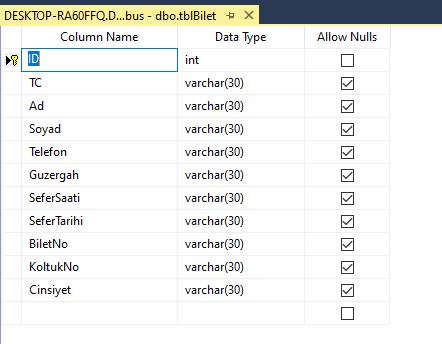 DESKTOP-RA60FFQ.D...bus - dbo.tblBilet
Column Name Data Type Allow Nulls
ID int
TC varchar(30)
Ad varchar(30)
Soyad varchar(30)
Telefon varchar(30)
Guzergah varchar(30)
SeferSaati varchar(30)
SeferTarihi varchar(30)
BiletNo varchar(30)
KoltukNo varchar(30)
Cinsiyet varchar(30)